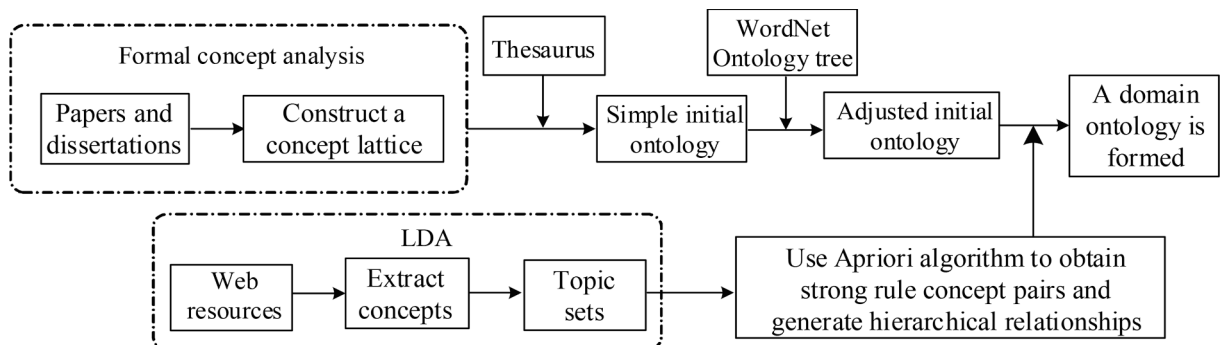 Formal concept analysis
Papers and
dissertations
Construct a
concept lattice
Thesaurus
Simple initial
ontology
WordNet
Ontology tree
Adjusted initial
ontology
A domain
ontology is
formed
LDA
Web
resources
Extract
concepts
Topic
sets
Use Apriori algorithm to obtain
strong rule concept pairs and
generate hierarchical relationships